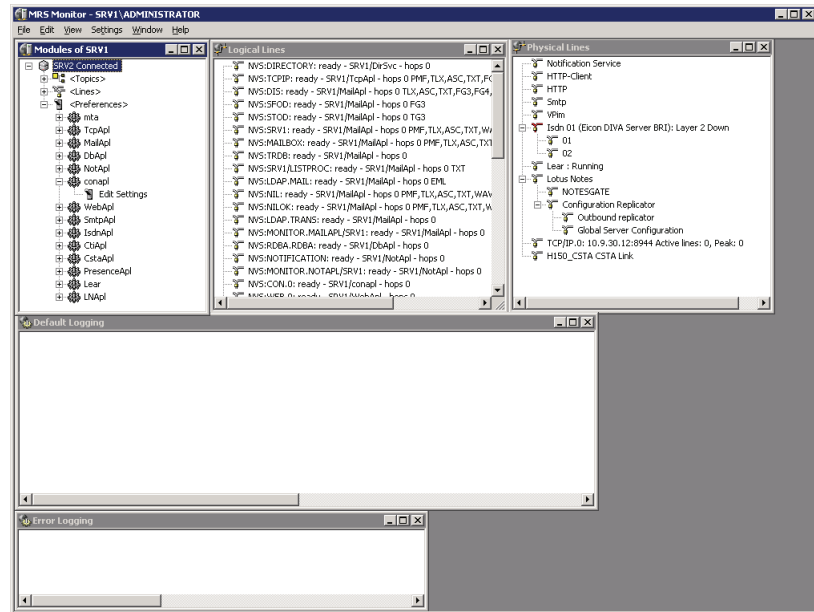 MRS Monitor - SRV1\ADMINISTRATOR
File Edit View Settings Window Help
Modules of SRV1
SRV2 Connected
<Topics>
<Lines>
<Preferences>
mta
TcpApl
MailApl
DbApl
NotApl
conapl
Edit Settings
WebApl
SmtpApl
IsdnApl
CtiApl
CstaApl
PresenceApl
Lear
LNApl
Logical Lines
NVS:DIRECTORY: ready - SRV1/DirSvc - hops 0
NVS:TCPIP: ready - SRV1/TcpApl - hops 0 PMF,TLX,ASC,TXT,FG
NVS:DIS: ready - SRV1/MailApl - hops 0 TLX,ASC,TXT,FG3,FG4,
NVS:SFOD: ready - SRV1/MailApl - hops 0 FG3
NVS:STOD: ready - SRV1/MailApl - hops 0 TG3
NVS:SRV1: ready - SRV1/MailApl - hops 0 PMF,TLX,ASC,TXT,WA
NVS:MAILBOX: ready - SRV1/MailApl - hops 0 PMF,TLX,ASC,TXT
NVS:TRDB: ready - SRV1/MailApl - hops 0
NVS:SRV1/LISTPROC: ready - SRV1/MailApl - hops 0 TXT
NVS:LDAP.MAIL: ready - SRV1/MailApl - hops 0 EML
NVS:NIL: ready - SRV1/MailApl - hops 0 PMF,TLX,ASC,TXT,WAV
NVS:NILOK: ready - SRV1/MailApl - hops 0 PMF,TLX,ASC,TXT,W
NVS:LDAP.TRANS: ready - SRV1/MailApl - hops 0
NVS:MONITOR.MAILAPL/SRV1: ready - SRV1/MailApl - hops 0
NVS:RDBA.RDBA: ready - SRV1/DbApl - hops 0
NVS:NOTIFICATION: ready - SRV1/NotApl - hops 0
NVS:MONITOR.NOTAPL/SRV1: ready - SRV1/NotApl - hops 0
NVS:CON.0: ready - SRV1/conapl - hops 0
NVS:WEB.0: ready - SRV1/WebApl - hops 0
Physical Lines
Notification Service
HTTP-Client
HTTP
Smtp
VPim
Isdn 01 (Eicon DIVA Server BRI): Layer 2 Down
01
02
Lear : Running
Lotus Notes
NOTESGATE
Configuration Replicator
Outbound replicator
Global Server Configuration
TCP/IP.0: 10.9.30.12:8944 Active lines: 0, Peak: 0
H150_CSTA CSTA Link
Default Logging
Error Logging